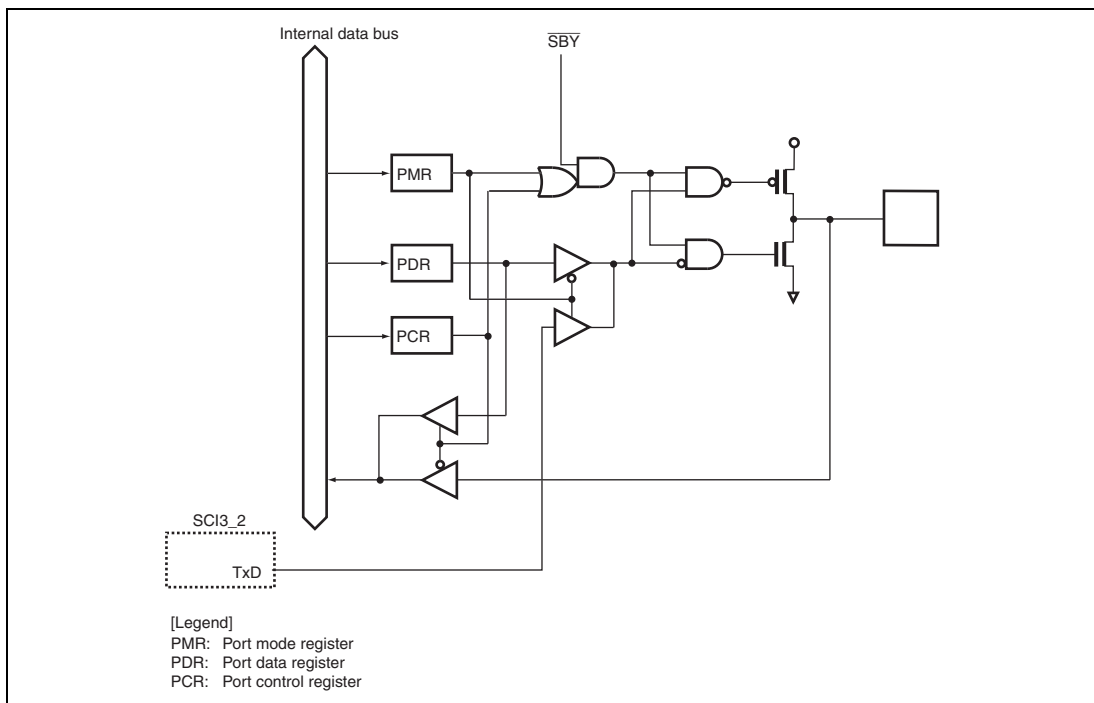 Internal data bus
SBY
PMR
PDR
PCR
SCI3_2
TxD
[Legend]
PMR: Port mode register
PDR: Port data register
PCR: Port control register